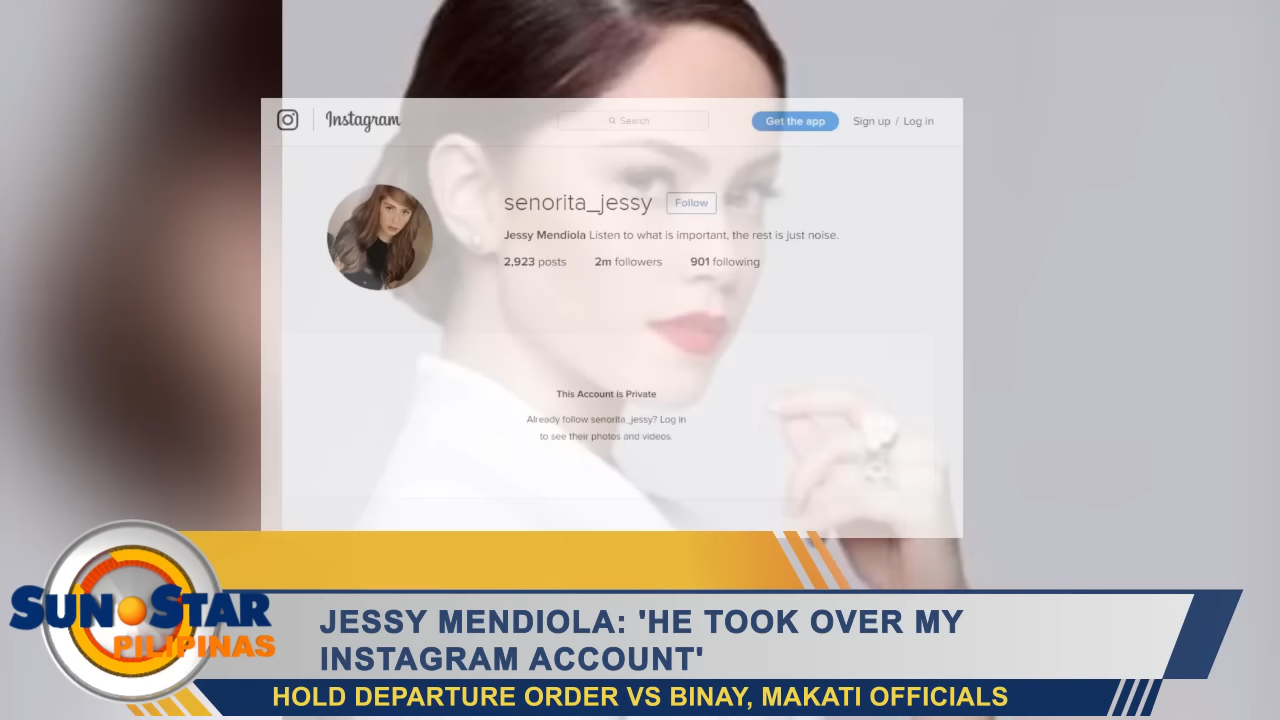 Instagram
Search
Get the app
Sign up / Log in
senorita_jessy Follow
Jessy Mendiola Listen to what is important, the rest is just noise.
2,923 posts 2m followers 901 following
This Account is Private
Already follow senorita_jessy? Log in
to see their photos and videos.
SUN STAR
PILIPINAS
JESSY MENDIOLA: 'HE TOOK OVER MY
INSTAGRAM ACCOUNT'
HOLD DEPARTURE ORDER VS BINAY, MAKATI OFFICIALS